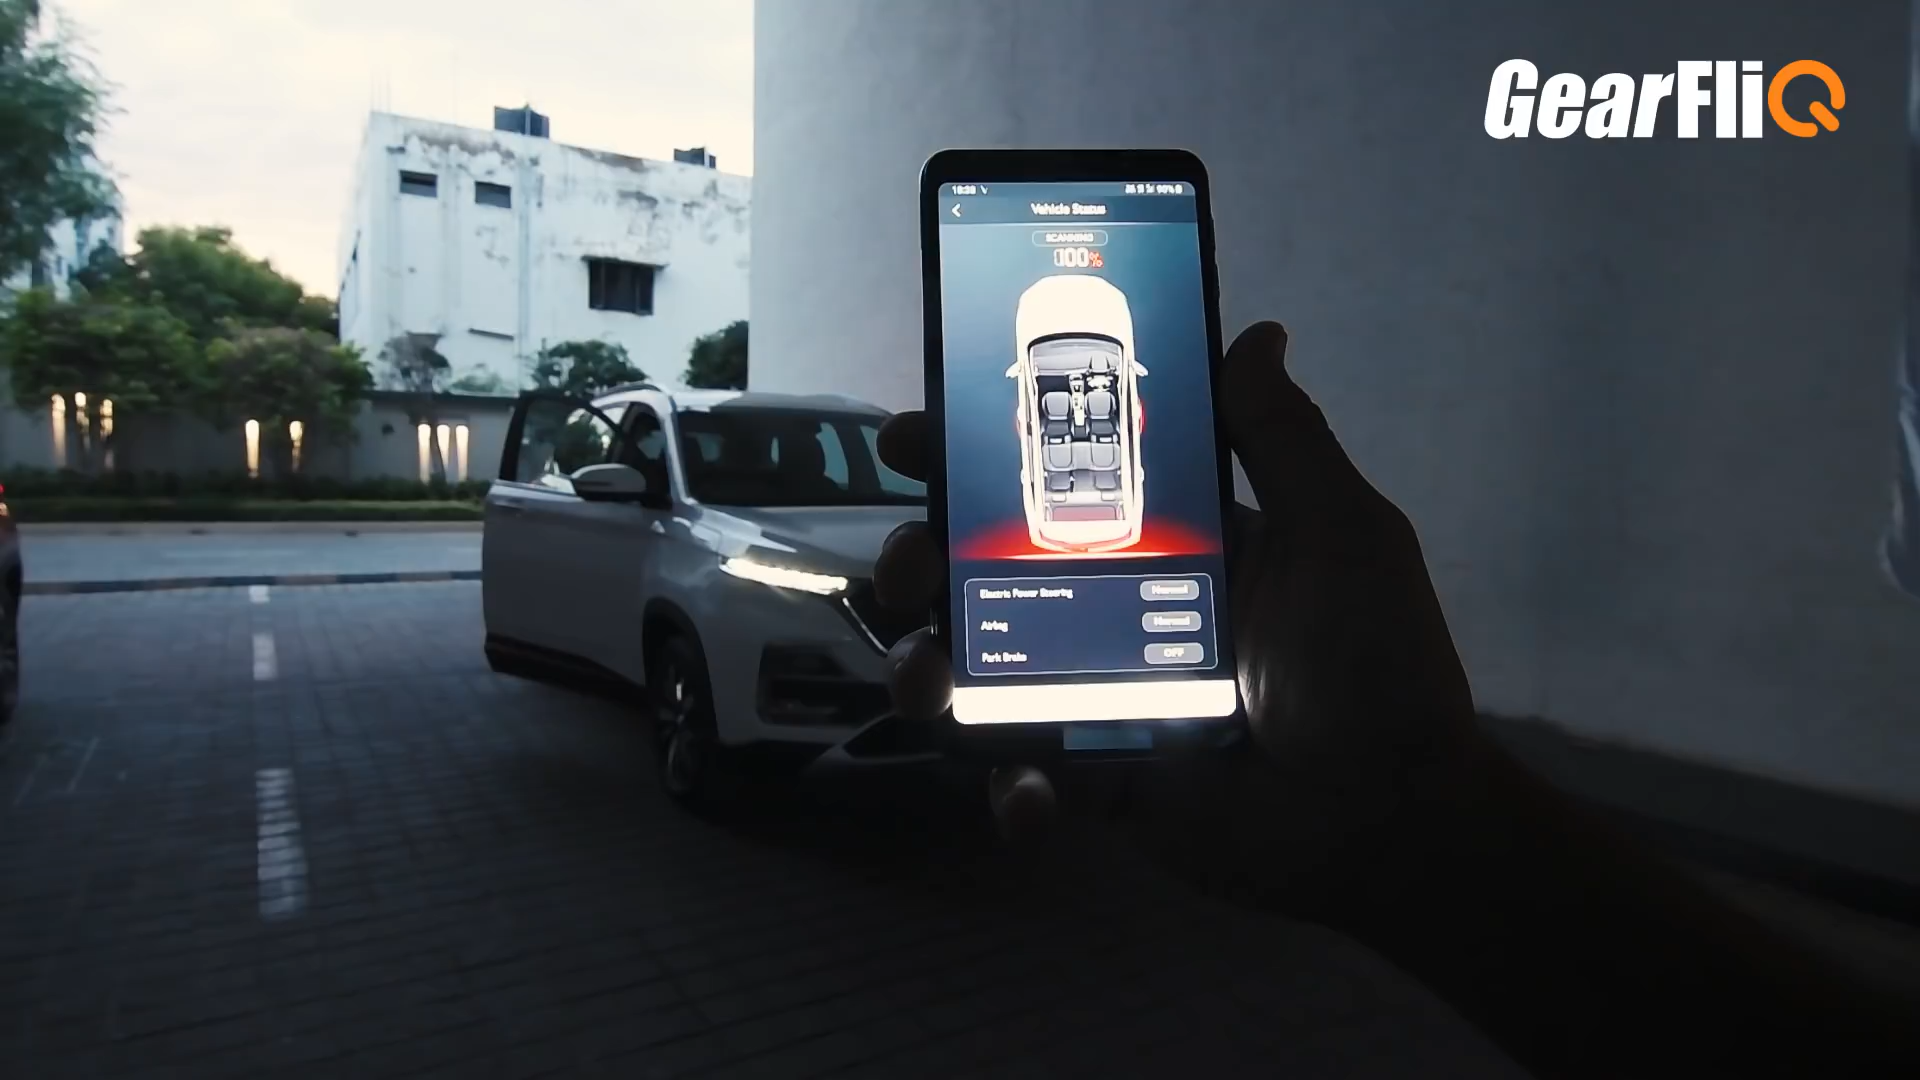 GearFliQ
Vehicle Status
SCANNING
100%
Electric Power Steering Normal
Airbag Normal
Park Brake OFF